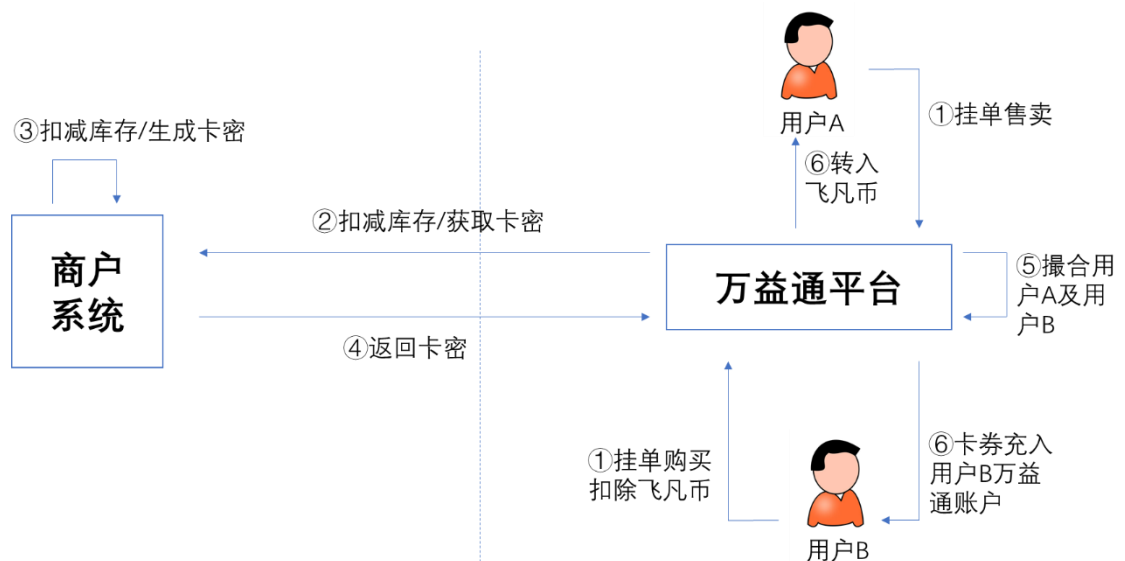 ③扣减库存/生成卡密
商户
系统
②扣减库存/获取卡密
④返回卡密
用户A
①挂单售卖
⑥转入
飞凡币
万益通平台
⑤撮合用
户A及用
户B
①挂单购买
扣除飞凡币
用户B
⑥卡券充入
用户B万益
通账户